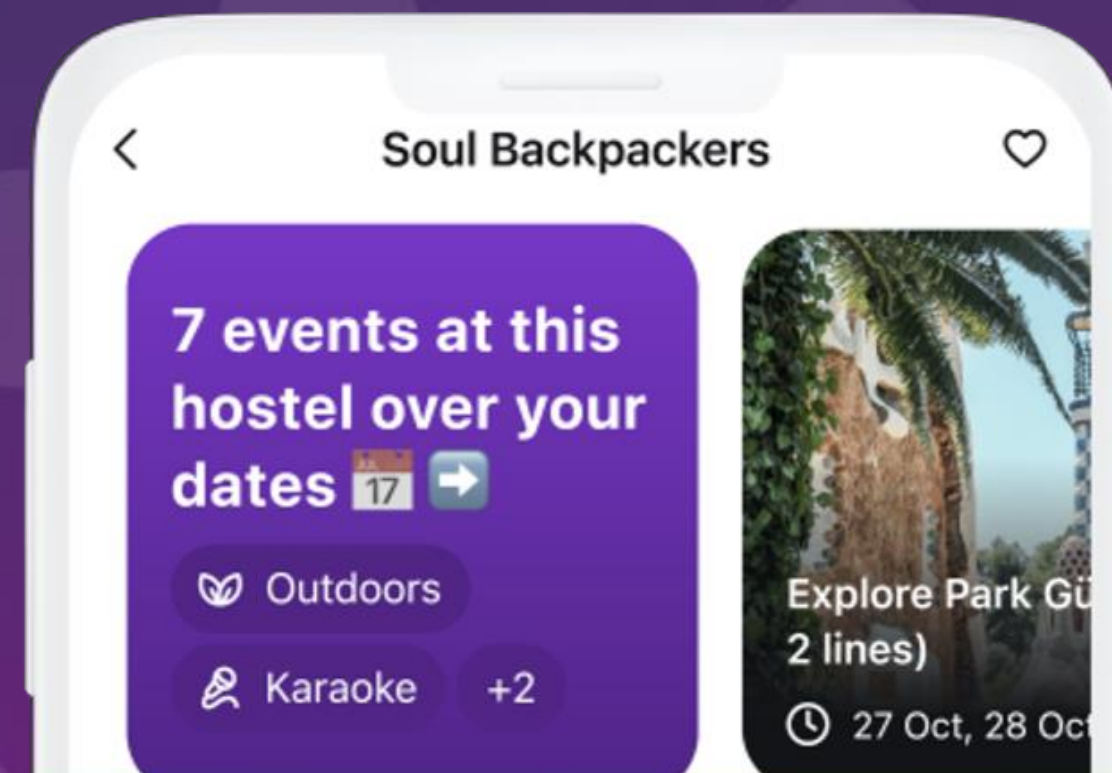 Soul Backpackers
7 events at this
hostel over your
dates 📅 ➡️
Outdoors
Karaoke
+2
Explore Park Gü
2 lines)
27 Oct, 28 Oct